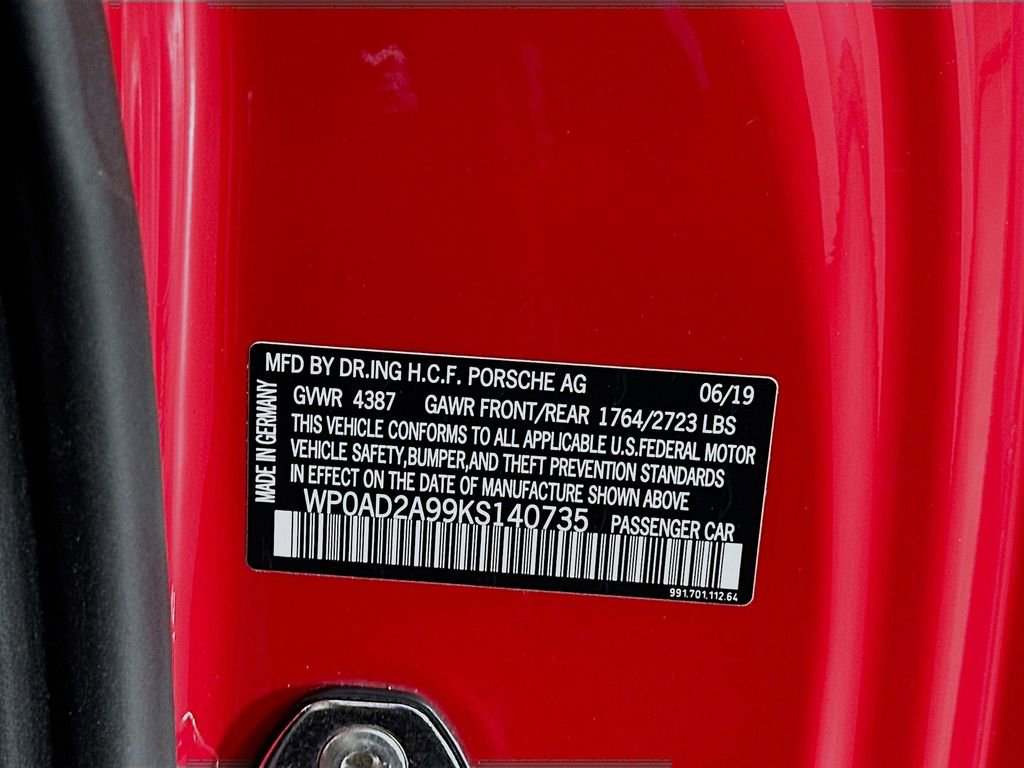 MFD BY DR.ING H.C.F. PORSCHE AG 06/19
GVWR 4387 GAWR FRONT/REAR 1764/2723 LBS
THIS VEHICLE CONFORMS TO ALL APPLICABLE U.S.FEDERAL MOTOR
VEHICLE SAFETY,BUMPER,AND THEFT PREVENTION STANDARDS
IN EFFECT ON THE DATE OF MANUFACTURE SHOWN ABOVE
WP0AD2A99KS140735 PASSENGER CAR
991.701.112.64
MADE IN GERMANY